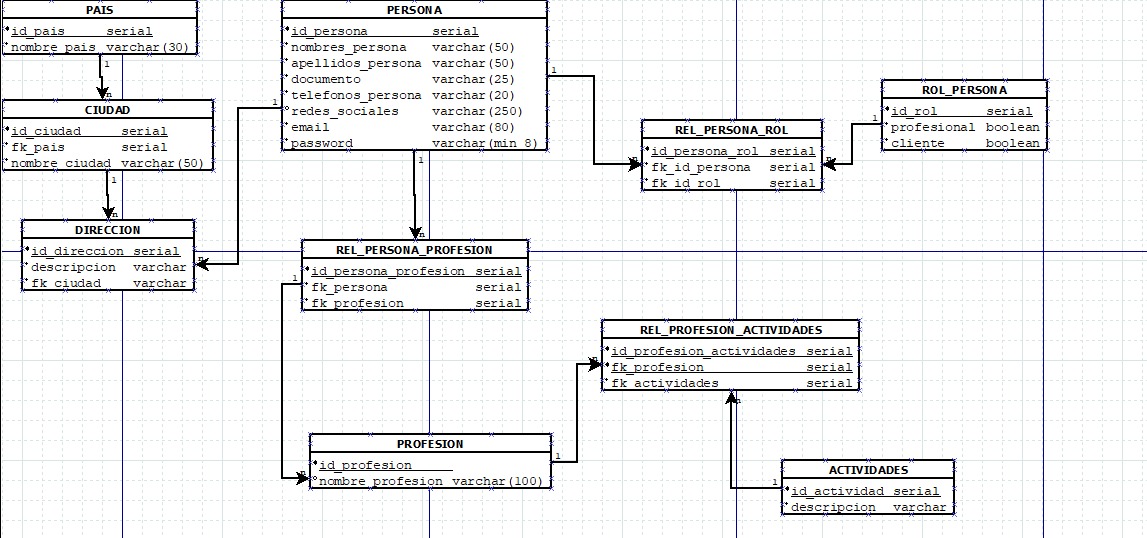 PAIS
id_pais serial
nombre_pais varchar(30)
1
n
CIUDAD
id_ciudad serial
fk_pais serial
nombre_ciudad varchar(50)
1
n
DIRECCION
id_direccion serial
descripcion varchar
fk_ciudad varchar
PERSONA
id_persona serial
nombres_persona varchar(50)
apellidos_persona varchar(50)
documento varchar(25)
telefonos_persona varchar(20)
redes_sociales varchar(250)
email varchar(80)
password varchar(min 8)
1
n
1
n
1
n
REL_PERSONA_ROL
id_persona_rol serial
fk_id_persona serial
fk_id_rol serial
ROL_PERSONA
id_rol serial
profesional boolean
cliente boolean
1
n
REL_PERSONA_PROFESION
id_persona_profesion serial
fk_persona serial
fk_profesion serial
1
n
PROFESION
id_profesion
nombre_profesion varchar(100)
1
n
REL_PROFESION_ACTIVIDADES
id_profesion_actividades serial
fk_profesion serial
fk_actividades serial
n
1
ACTIVIDADES
id_actividad serial
descripcion varchar